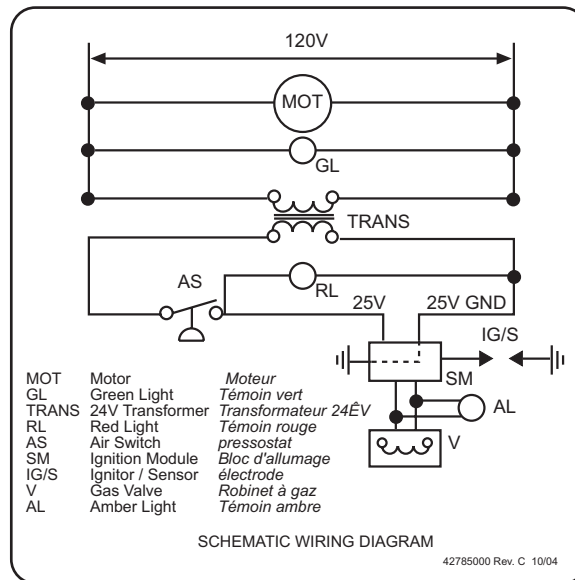 120V
MOT
GL
TRANS
AS
RL
25V 25V GND
IG/S
SM
AL
V
MOT Motor Moteur
GL Green Light Témoin vert
TRANS 24V Transformer Transformateur 24ÊV
RL Red Light Témoin rouge
AS Air Switch pressostat
SM Ignition Module Bloc d'allumage
IG/S Ignitor / Sensor électrode
V Gas Valve Robinet à gaz
AL Amber Light Témoin ambre
SCHEMATIC WIRING DIAGRAM
42785000 Rev. C 10/04